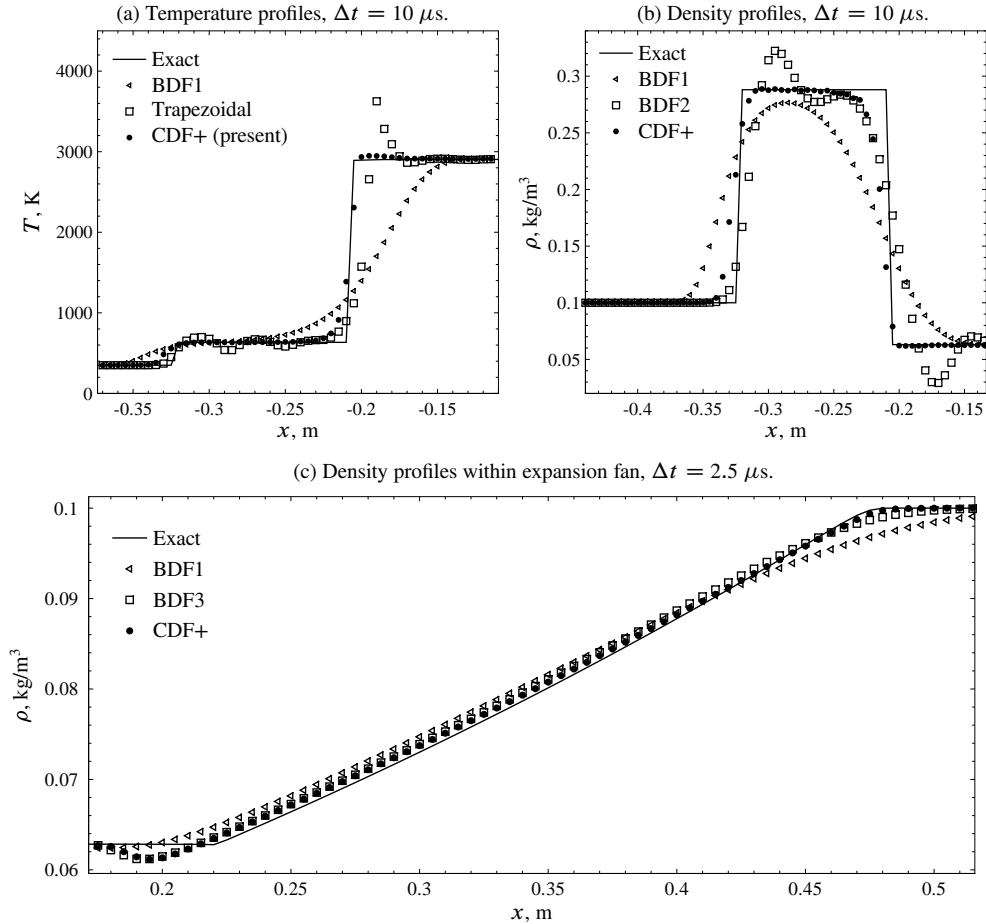 (a) Temperature profiles, Δt = 10 μs.
Exact
BDF1
Trapezoidal
CDF+ (present)
T, K
4000
3000
2000
1000
0
-0.35
-0.3
-0.25
-0.2
-0.15
x, m
(b) Density profiles, Δt = 10 μs.
Exact
BDF1
BDF2
CDF+
ρ, kg/m³
0.3
0.25
0.2
0.15
0.1
0.05
-0.4
-0.35
-0.3
-0.25
-0.2
-0.15
x, m
(c) Density profiles within expansion fan, Δt = 2.5 μs.
Exact
BDF1
BDF3
CDF+
ρ, kg/m³
0.1
0.09
0.08
0.07
0.06
0.2
0.25
0.3
0.35
0.4
0.45
0.5
x, m